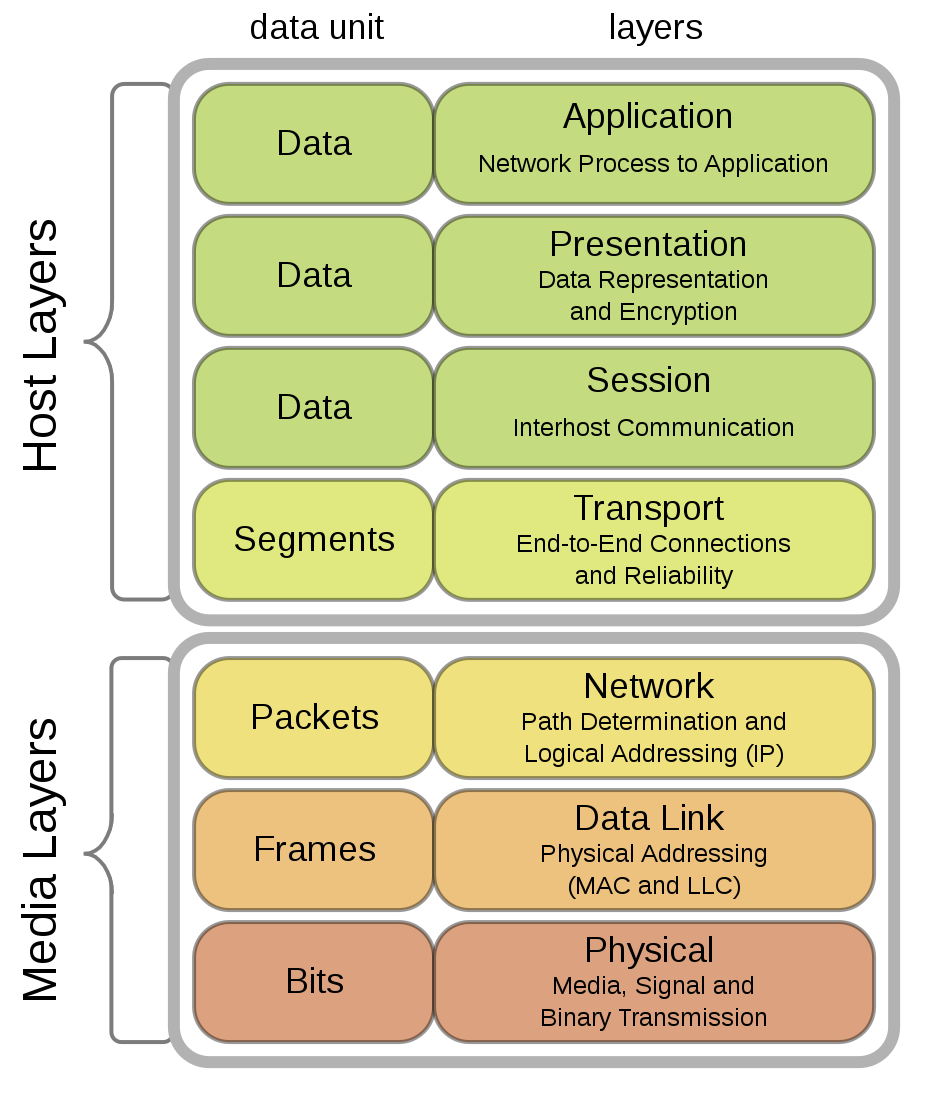 data unit
layers
Host Layers
Data
Application
Network Process to Application
Data
Presentation
Data Representation
and Encryption
Data
Session
Interhost Communication
Segments
Transport
End-to-End Connections
and Reliability
Media Layers
Packets
Network
Path Determination and
Logical Addressing (IP)
Frames
Data Link
Physical Addressing
(MAC and LLC)
Bits
Physical
Media, Signal and
Binary Transmission